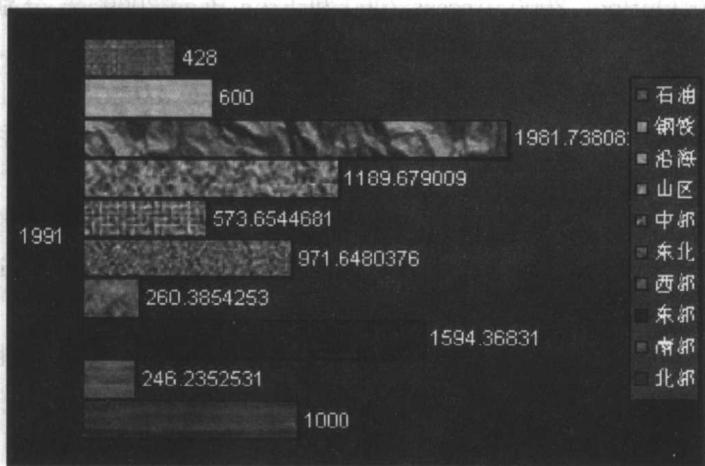 428
600
1981.738082
1189.679009
573.6544681
971.6480376
260.3854253
1594.36831
246.2352531
1000
1991
石油
钢铁
沿海
山区
中部
东北
西部
东部
南部
北部